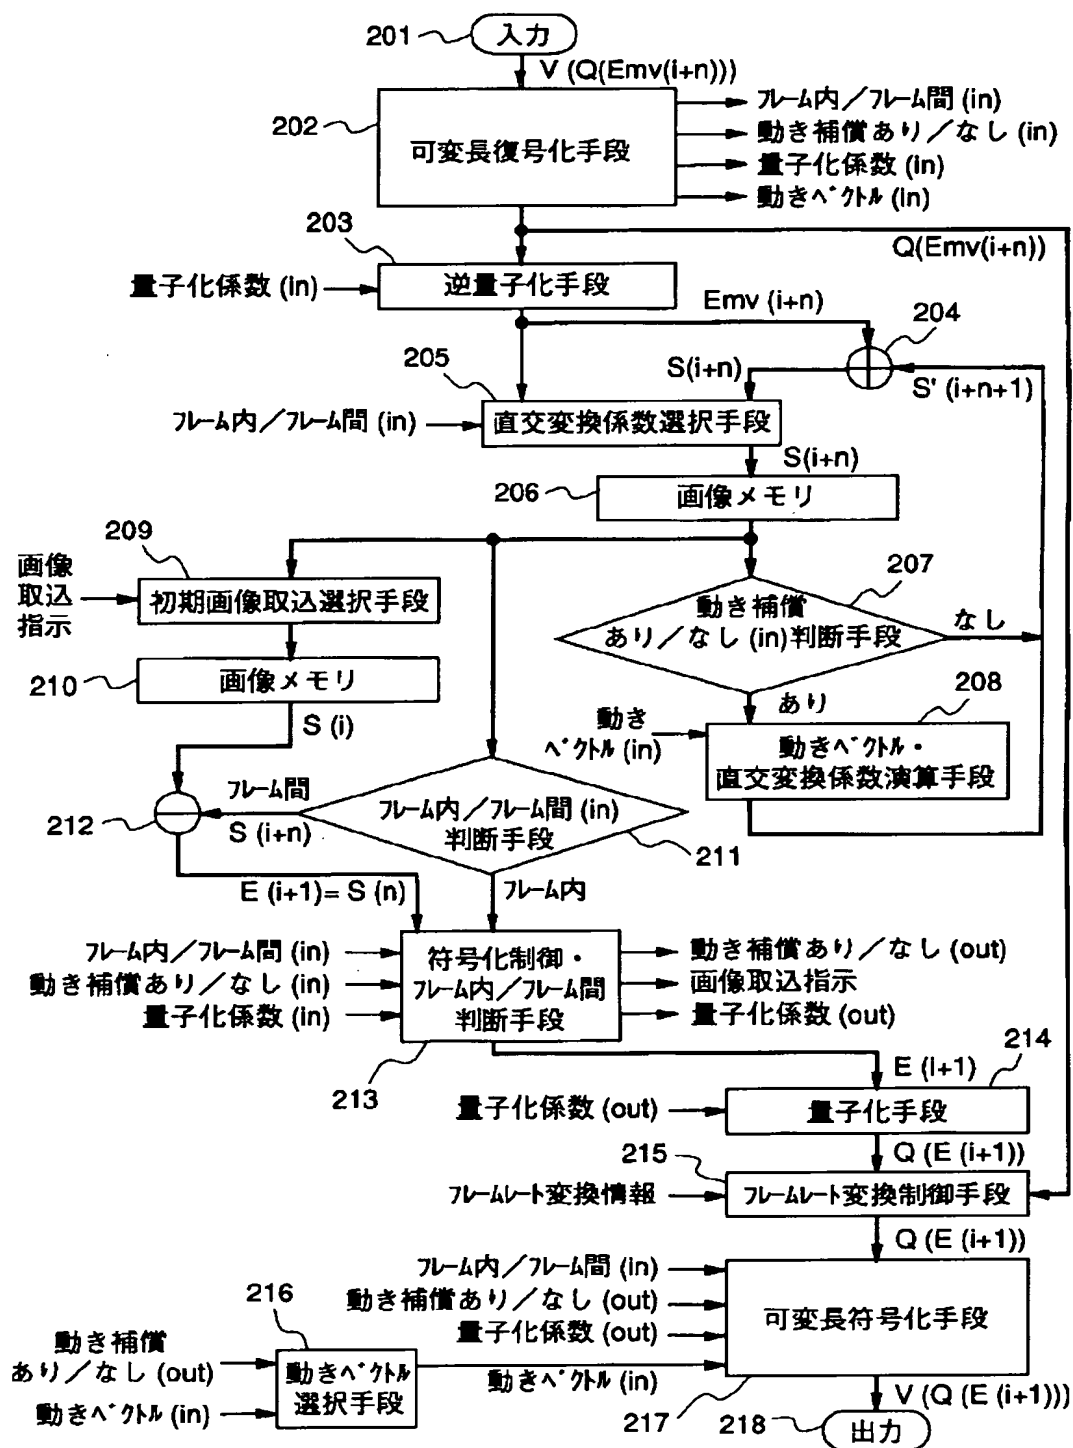 201
入力
V (Q(Emv(i+n)))
202
可変長復号化手段
フレーム内／フレーム間 (in)
動き補償あり／なし (in)
量子化係数 (in)
動きベクトル (in)
203
Q(Emv(i+n))
量子化係数 (in)
逆量子化手段
Emv (i+n)
204
205
S(i+n)
S' (i+n+1)
フレーム内／フレーム間 (in)
直交変換係数選択手段
S(i+n)
206
画像メモリ
209
画像
取込
指示
初期画像取込選択手段
207
動き補償
あり／なし (in)判断手段
なし
210
画像メモリ
S (i)
あり
208
動き
ベクトル (in)
動きベクトル・
直交変換係数演算手段
フレーム間
212
S (i+n)
フレーム内／フレーム間 (in)
判断手段
211
E (i+1)= S (n)
フレーム内
フレーム内／フレーム間 (in)
動き補償あり／なし (in)
量子化係数 (in)
符号化制御・
フレーム内／フレーム間
判断手段
動き補償あり／なし (out)
画像取込指示
量子化係数 (out)
213
E (i+1)
214
量子化係数 (out)
量子化手段
215
Q (E (i+1))
フレームレート変換情報
フレームレート変換制御手段
Q (E (i+1))
フレーム内／フレーム間 (in)
動き補償あり／なし (out)
量子化係数 (out)
可変長符号化手段
216
動き補償
あり／なし (out)
動きベクトル (in)
動きベクトル
選択手段
動きベクトル (in)
217
V (Q (E (i+1)))
218
出力